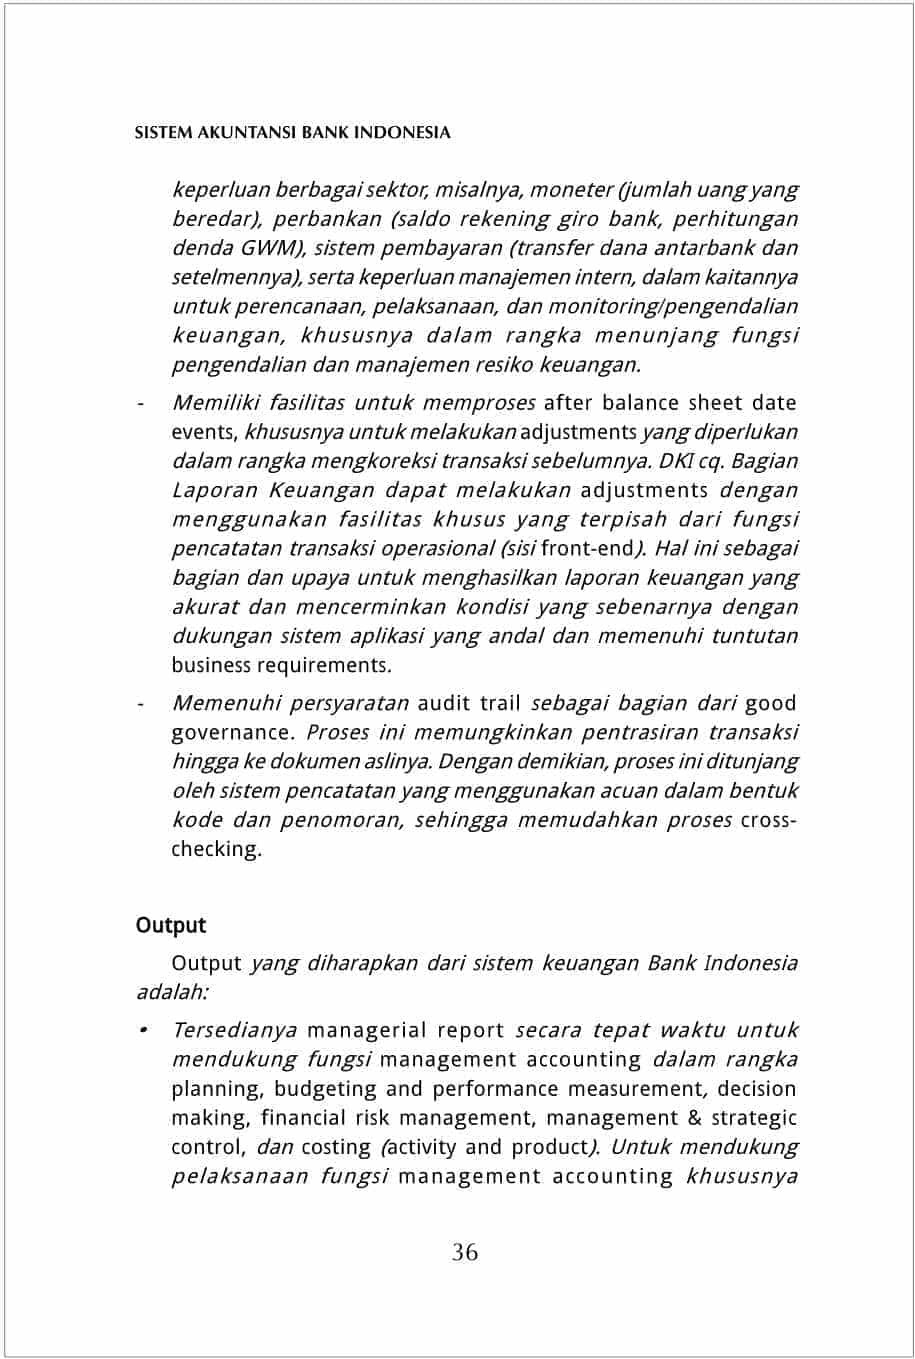 SISTEM AKUNTANSI BANK INDONESIA
keperluan berbagai sektor, misalnya, moneter (jumlah uang yang
beredar), perbankan (saldo rekening giro bank, perhitungan
denda GWM), sistem pembayaran (transfer dana antarbank dan
setelmennya), serta keperluan manajemen intern, dalam kaitannya
untuk perencanaan, pelaksanaan, dan monitoring/pengendalian
keuangan, khususnya dalam rangka menunjang fungsi
pengendalian dan manajemen resiko keuangan.
- Memiliki fasilitas untuk memproses after balance sheet date
events, khususnya untuk melakukan adjustments yang diperlukan
dalam rangka mengkoreksi transaksi sebelumnya. DKI cq. Bagian
Laporan Keuangan dapat melakukan adjustments dengan
menggunakan fasilitas khusus yang terpisah dari fungsi
pencatatan transaksi operasional (sisi front-end). Hal ini sebagai
bagian dan upaya untuk menghasilkan laporan keuangan yang
akurat dan mencerminkan kondisi yang sebenarnya dengan
dukungan sistem aplikasi yang andal dan memenuhi tuntutan
business requirements.
- Memenuhi persyaratan audit trail sebagai bagian dari good
governance. Proses ini memungkinkan pentrasiran transaksi
hingga ke dokumen aslinya. Dengan demikian, proses ini ditunjang
oleh sistem pencatatan yang menggunakan acuan dalam bentuk
kode dan penomoran, sehingga memudahkan proses cross-
checking.
Output
Output yang diharapkan dari sistem keuangan Bank Indonesia
adalah:
• Tersedianya managerial report secara tepat waktu untuk
mendukung fungsi management accounting dalam rangka
planning, budgeting and performance measurement, decision
making, financial risk management, management & strategic
control, dan costing (activity and product). Untuk mendukung
pelaksanaan fungsi management accounting khususnya
36